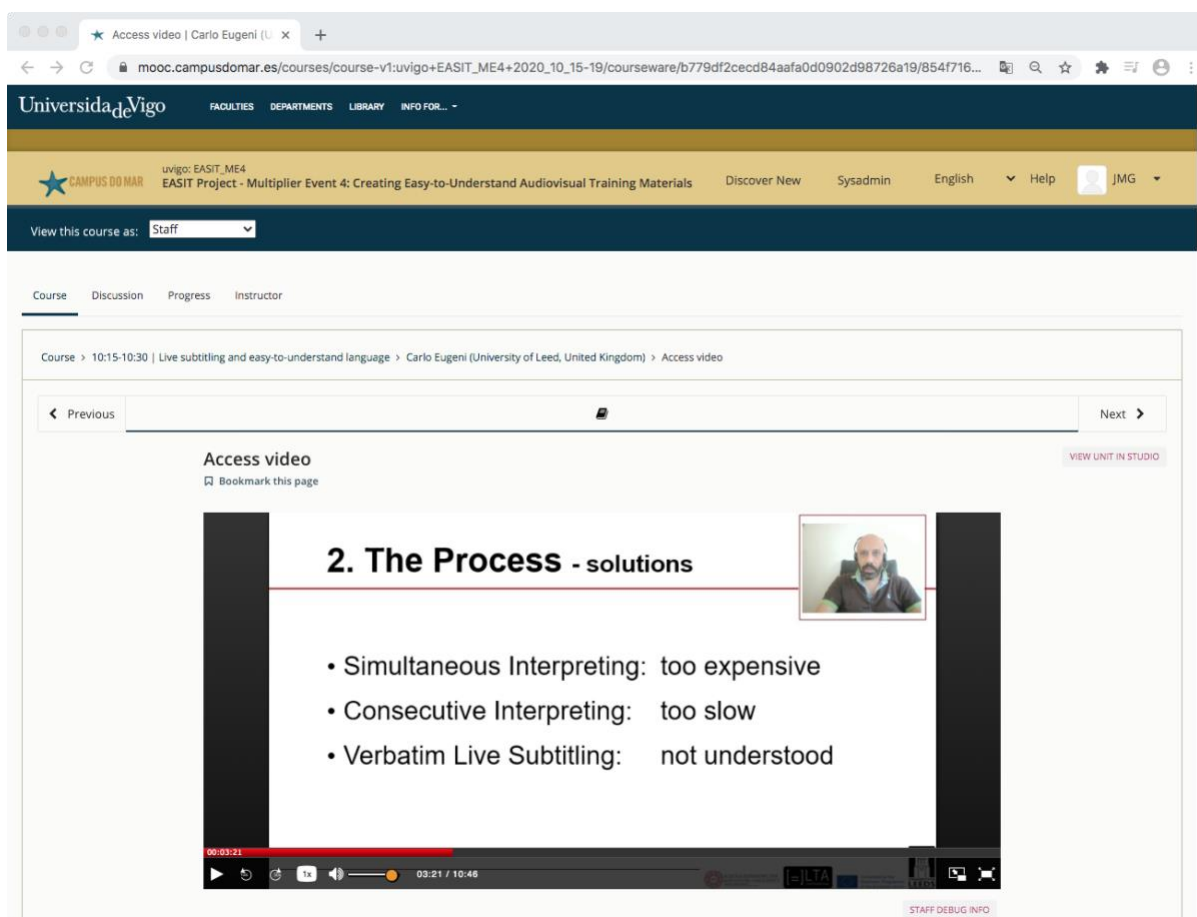 Access video | Carlo Eugeni (U
mooc.campusdomar.es/courses/course-v1:uvigo+EASIT_ME4+2020_10_15-19/courseware/b779df2cecd84aafa0d0902d98726a19/854f716...
UniversidadeVigo FACULTIES DEPARTMENTS LIBRARY INFO FOR...
CAMPUS DO MAR
uvigo: EASIT_ME4
EASIT Project - Multiplier Event 4: Creating Easy-to-Understand Audiovisual Training Materials Discover New Sysadmin English Help JMG
View this course as: Staff
Course Discussion Progress Instructor
Course > 10:15-10:30 | Live subtitling and easy-to-understand language > Carlo Eugeni (University of Leed, United Kingdom) > Access video
Previous Next
Access video VIEW UNIT IN STUDIO
Bookmark this page
2. The Process - solutions
• Simultaneous Interpreting: too expensive
• Consecutive Interpreting: too slow
• Verbatim Live Subtitling: not understood
00:03:21
1x 03:21 / 10:46 LTA LEEDS
STAFF DEBUG INFO